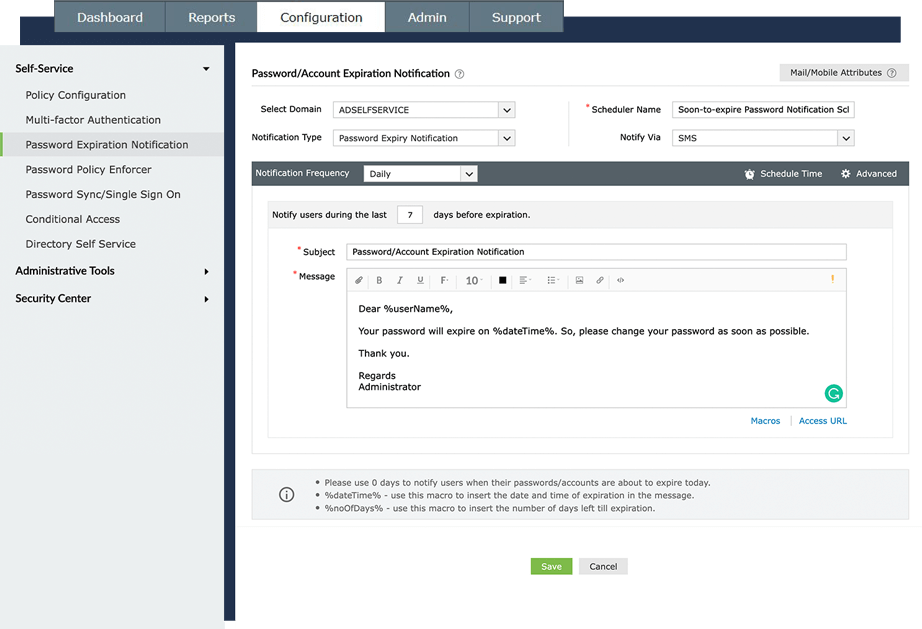 Dashboard Reports Configuration Admin Support
Self-Service
Policy Configuration
Multi-factor Authentication
Password Expiration Notification
Password Policy Enforcer
Password Sync/Single Sign On
Conditional Access
Directory Self Service
Administrative Tools
Security Center
Password/Account Expiration Notification ?
Mail/Mobile Attributes ?
Select Domain ADSELFSERVICE
* Scheduler Name Soon-to-expire Password Notification Scl
Notification Type Password Expiry Notification
Notify Via SMS
Notification Frequency Daily
Schedule Time Advanced
Notify users during the last 7 days before expiration.
* Subject Password/Account Expiration Notification
* Message
B I U F 10
Dear %userName%,
Your password will expire on %dateTime%. So, please change your password as soon as possible.
Thank you.
Regards
Administrator
Macros | Access URL
• Please use 0 days to notify users when their passwords/accounts are about to expire today.
• %dateTime% - use this macro to insert the date and time of expiration in the message.
• %noOfDays% - use this macro to insert the number of days left till expiration.
Save Cancel